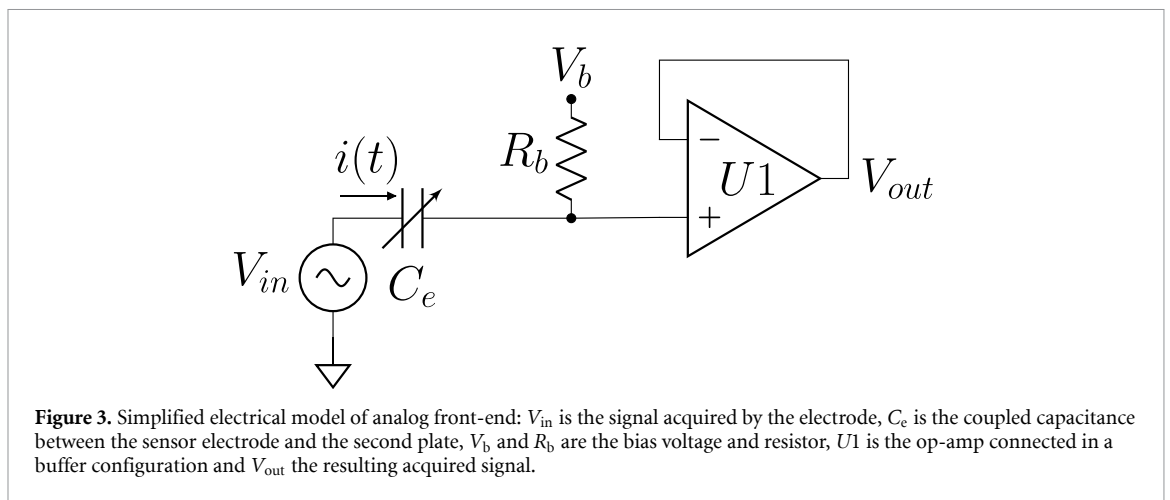 V_b
R_b
i(t)
V_in
C_e
−
U1
+
V_out
Figure 3. Simplified electrical model of analog front-end: V_in is the signal acquired by the electrode, C_e is the coupled capacitance
between the sensor electrode and the second plate, V_b and R_b are the bias voltage and resistor, U1 is the op-amp connected in a
buffer configuration and V_out the resulting acquired signal.